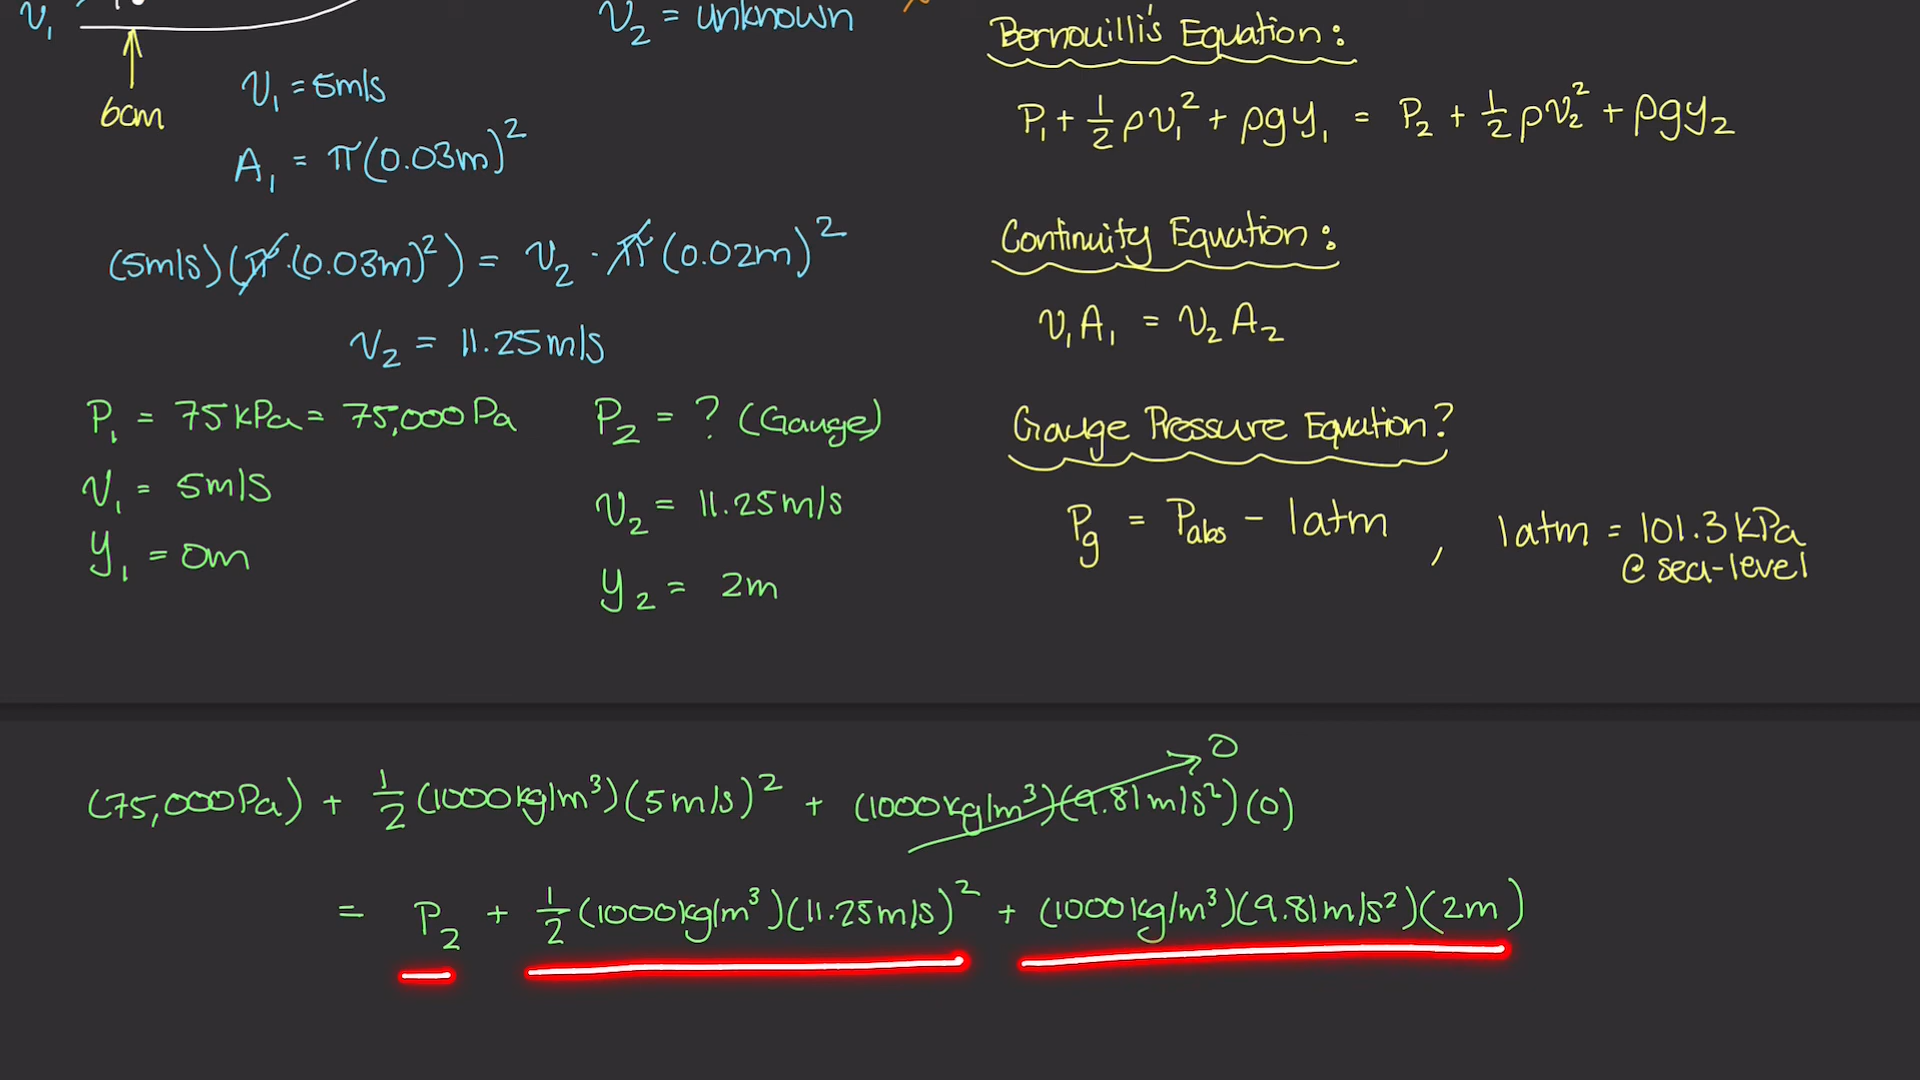 v₁
6cm
v₂ = unknown
v₁ = 5m/s
A₁ = π(0.03m)²
(5m/s)(π·(0.03m)²) = v₂ · π(0.02m)²
v₂ = 11.25m/s
P₁ = 75kPa = 75,000Pa
v₁ = 5m/s
y₁ = 0m
P₂ = ? (Gauge)
v₂ = 11.25m/s
y₂ = 2m
Bernouilli's Equation:
P₁ + ½ρv₁² + ρgy₁ = P₂ + ½ρv₂² + ρgy₂
Continuity Equation:
v₁A₁ = v₂A₂
Gauge Pressure Equation?
Pg = Pabs - 1atm , 1atm = 101.3kPa
@ sea-level
0
(75,000Pa) + ½(1000kg/m³)(5m/s)² + (1000kg/m³)(9.81m/s²)(0)
= P₂ + ½(1000kg/m³)(11.25m/s)² + (1000kg/m³)(9.81m/s²)(2m)